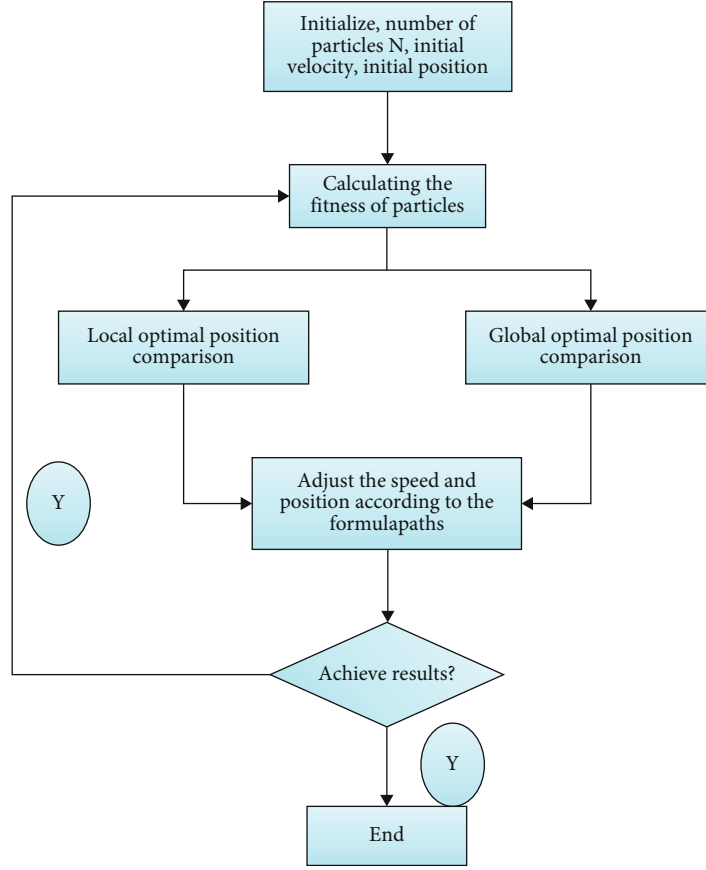 Initialize, number of
particles N, initial
velocity, initial position
Calculating the
fitness of particles
Local optimal position
comparison
Global optimal position
comparison
Adjust the speed and
position according to the
formulapaths
Y
Achieve results?
Y
End